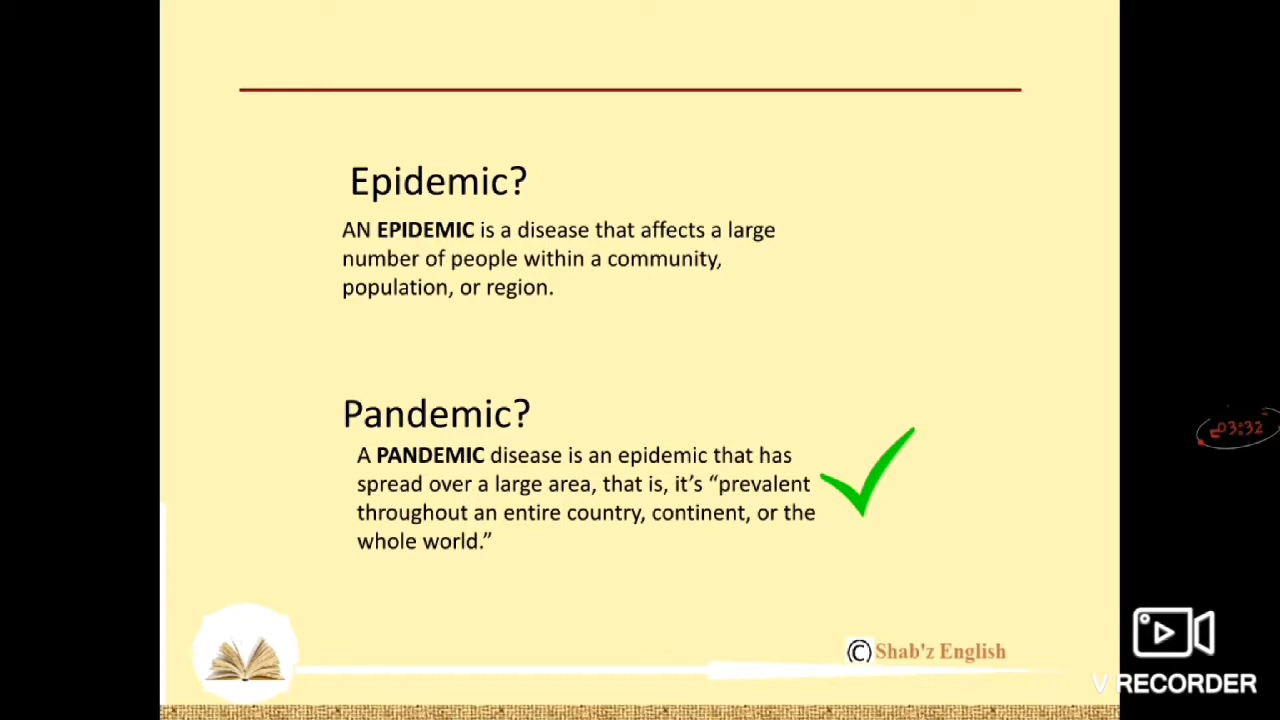 Epidemic?
AN EPIDEMIC is a disease that affects a large
number of people within a community,
population, or region.
Pandemic?
A PANDEMIC disease is an epidemic that has
spread over a large area, that is, it’s “prevalent
throughout an entire country, continent, or the
whole world.”
03:32
(C) Shab'z English
V RECORDER